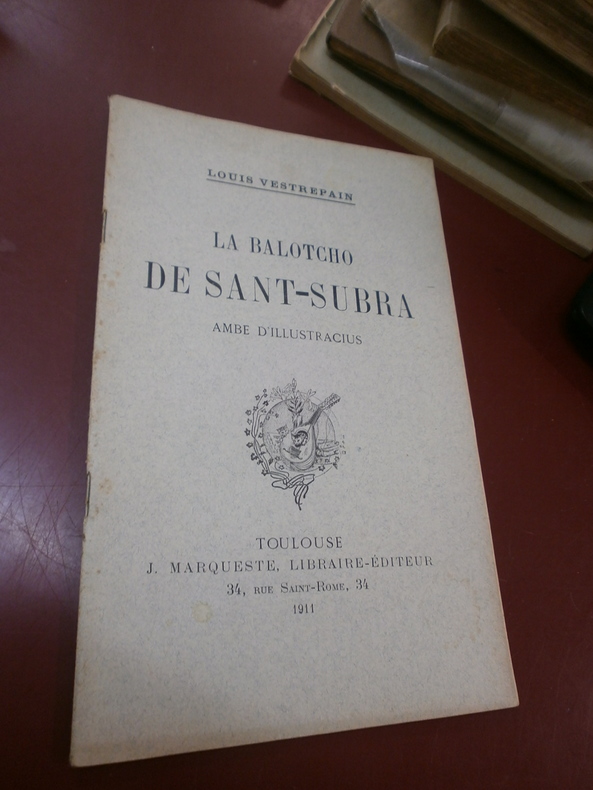 LOUIS VESTREPAIN
LA BALOTCHO
DE SANT-SUBRA
AMBE D'ILLUSTRACIUS
TOULOUSE
J. MARQUESTE, LIBRAIRE-ÉDITEUR
34, RUE SAINT-ROME, 34
1911